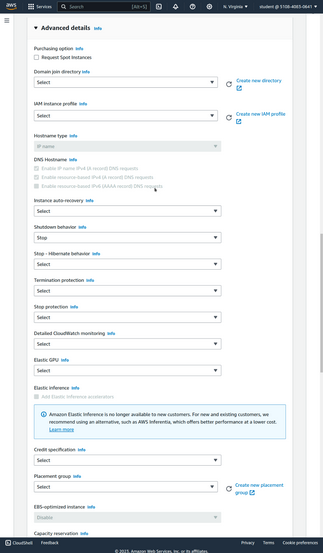 aws
Services
Search
[Alt+S]
N. Virginia
▼ Advanced details Info
Purchasing option Info
Request Spot Instances
Domain join directory Info
Select
Create new directory
IAM instance profile Info
Select
Create new IAM profile
Hostname type Info
IP name
DNS Hostname Info
Enable IP name IPv4 (A record) DNS requests
Enable resource-based IPv4 (A record) DNS requests
Enable resource-based IPv6 (AAAA record) DNS requests
Instance auto-recovery Info
Select
Shutdown behavior Info
Stop
Stop - Hibernate behavior Info
Select
Termination protection Info
Select
Stop protection Info
Select
Detailed CloudWatch monitoring Info
Select
Elastic GPU Info
Select
Elastic inference Info
Add Elastic Inference accelerators
Amazon Elastic Inference is no longer available to new customers. For new and existing customers, we
recommend using an alternative, such as AWS Inferentia, which offers better performance at a lower cost.
Learn more
Credit specification Info
Select
Placement group Info
Select
Create new placement
group
EBS-optimized instance Info
Disable
Capacity reservation Info
CloudShell
Feedback
Privacy
Terms
Cookie preferences
© 2023, Amazon Web Services, Inc. or its affiliates.